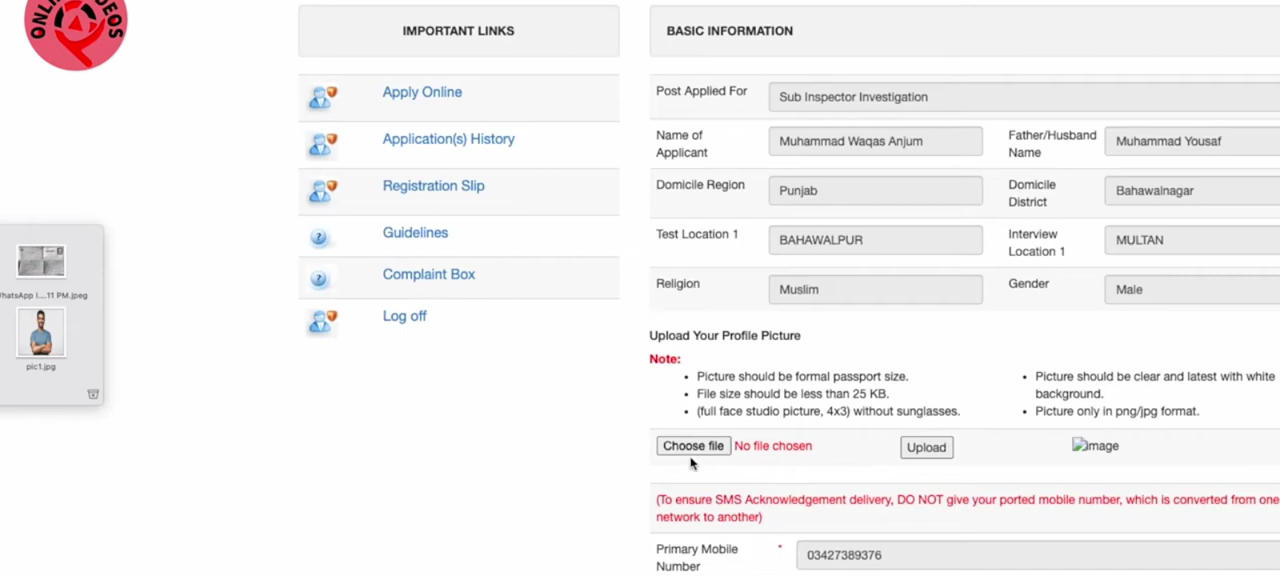 ONLI
EOS
IMPORTANT LINKS
Apply Online
Application(s) History
Registration Slip
Guidelines
Complaint Box
Log off
hatsApp I....11 PM.jpeg
pic1.jpg
BASIC INFORMATION
Post Applied For Sub Inspector Investigation
Name of Applicant Muhammad Waqas Anjum Father/Husband Name Muhammad Yousaf
Domicile Region Punjab Domicile District Bahawalnagar
Test Location 1 BAHAWALPUR Interview Location 1 MULTAN
Religion Muslim Gender Male
Upload Your Profile Picture
Note:
• Picture should be formal passport size.
• File size should be less than 25 KB.
• (full face studio picture, 4x3) without sunglasses.
• Picture should be clear and latest with white
background.
• Picture only in png/jpg format.
Choose file No file chosen Upload image
(To ensure SMS Acknowledgement delivery, DO NOT give your ported mobile number, which is converted from one
network to another)
Primary Mobile Number * 03427389376